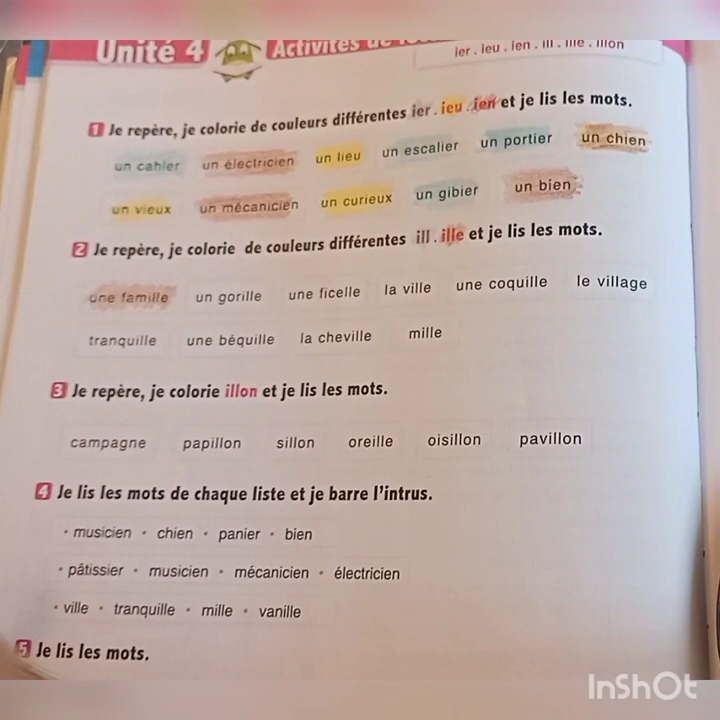 Unité 4 Activités de
ier . ieu . ien . ill . ille . illon
1 Je repère, je colorie de couleurs différentes ier . ieu . ien et je lis les mots.
un cahier un électricien un lieu un escalier un portier un chien
un vieux un mécanicien un curieux un gibier un bien
2 Je repère, je colorie de couleurs différentes ill . ille et je lis les mots.
une famille un gorille une ficelle la ville une coquille le village
tranquille une béquille la cheville mille
3 Je repère, je colorie illon et je lis les mots.
campagne papillon sillon oreille oisillon pavillon
4 Je lis les mots de chaque liste et je barre l'intrus.
• musicien • chien • panier • bien
• pâtissier • musicien • mécanicien • électricien
• ville • tranquille • mille • vanille
5 Je lis les mots.
InShOt